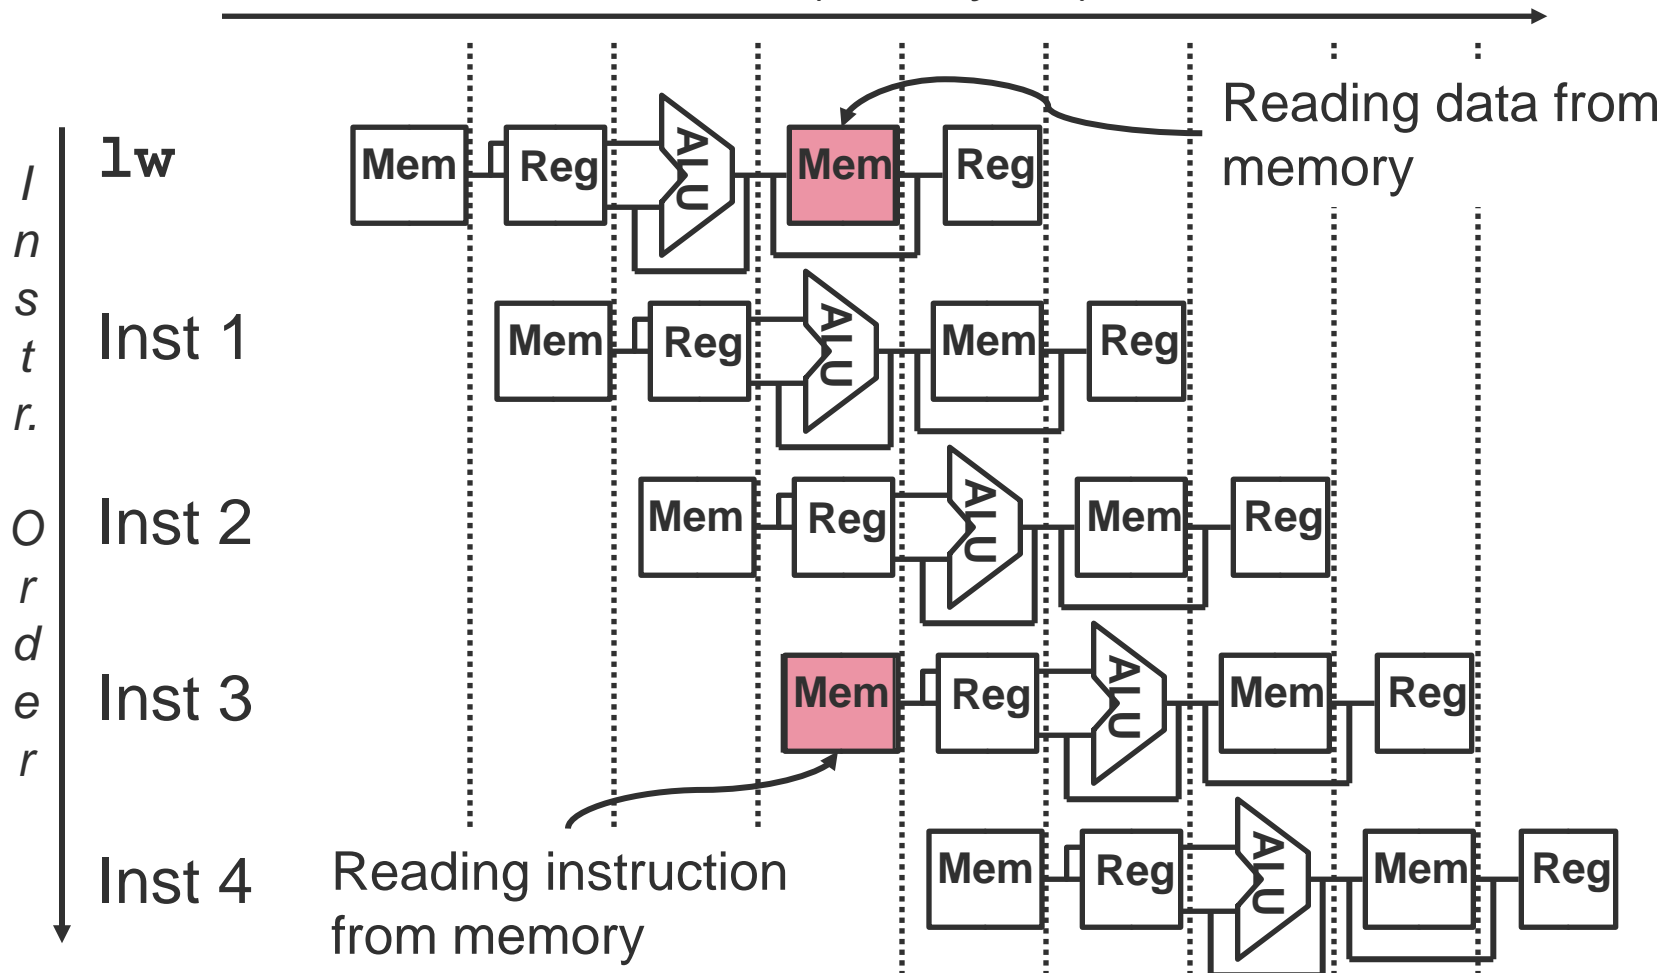 Reading data from
memory
lw
Mem Reg ALU Mem Reg
Inst 1
Mem Reg ALU Mem Reg
Inst 2
Mem Reg ALU Mem Reg
Inst 3
Mem Reg ALU Mem Reg
Inst 4
Mem Reg ALU Mem Reg
Reading instruction
from memory
I
n
s
t
r.
O
r
d
e
r